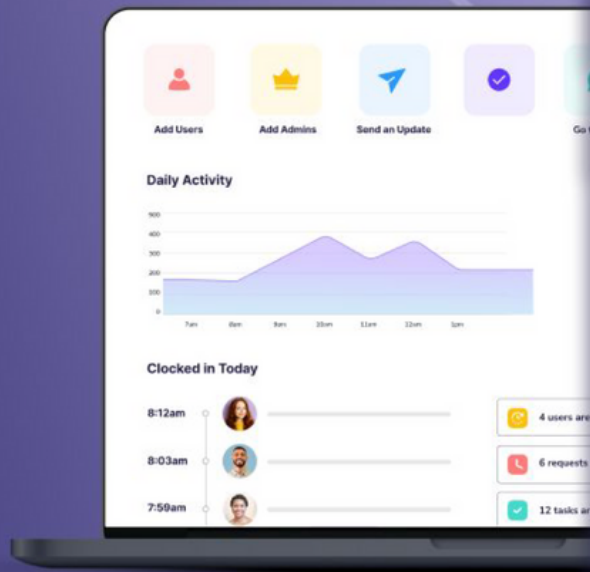 Add Users
Add Admins
Send an Update
Go
Daily Activity
500
400
300
200
100
0
7am
8am
9am
10am
11am
12am
1pm
Clocked in Today
8:12am
4 users are
8:03am
6 requests
7:59am
12 tasks